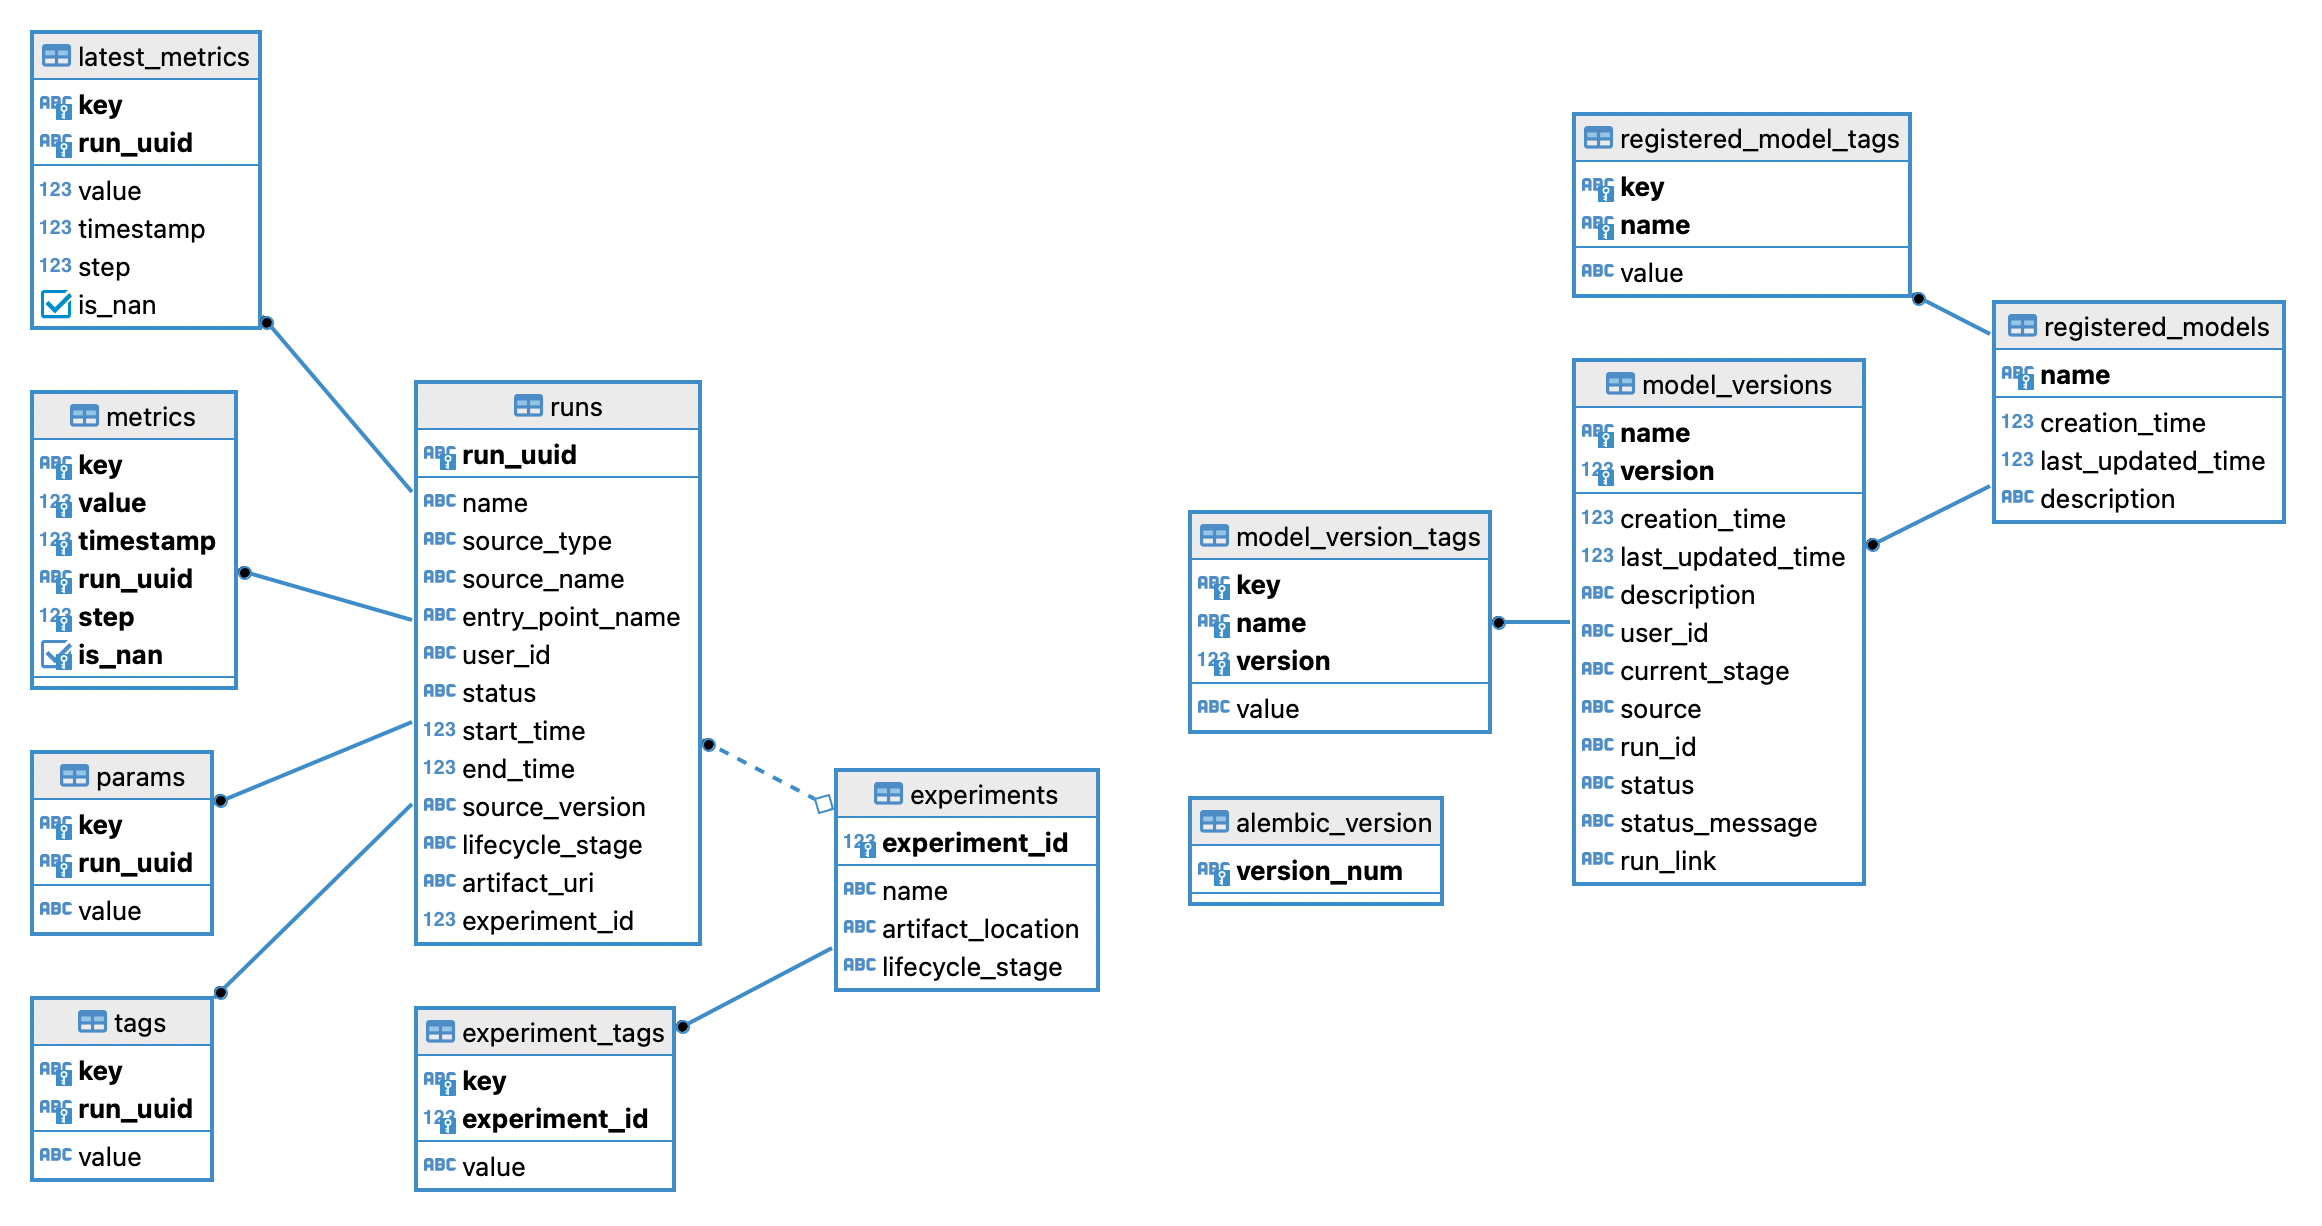 latest_metrics
ABC key
ABC run_uuid
123 value
123 timestamp
123 step
is_nan
metrics
ABC key
123 value
123 timestamp
ABC run_uuid
123 step
is_nan
params
ABC key
ABC run_uuid
ABC value
tags
ABC key
ABC run_uuid
ABC value
runs
ABC run_uuid
ABC name
ABC source_type
ABC source_name
ABC entry_point_name
ABC user_id
ABC status
123 start_time
123 end_time
ABC source_version
ABC lifecycle_stage
ABC artifact_uri
123 experiment_id
experiment_tags
ABC key
123 experiment_id
ABC value
experiments
123 experiment_id
ABC name
ABC artifact_location
ABC lifecycle_stage
model_version_tags
ABC key
ABC name
123 version
ABC value
alembic_version
ABC version_num
registered_model_tags
ABC key
ABC name
ABC value
model_versions
ABC name
123 version
123 creation_time
123 last_updated_time
ABC description
ABC user_id
ABC current_stage
ABC source
ABC run_id
ABC status
ABC status_message
ABC run_link
registered_models
ABC name
123 creation_time
123 last_updated_time
ABC description